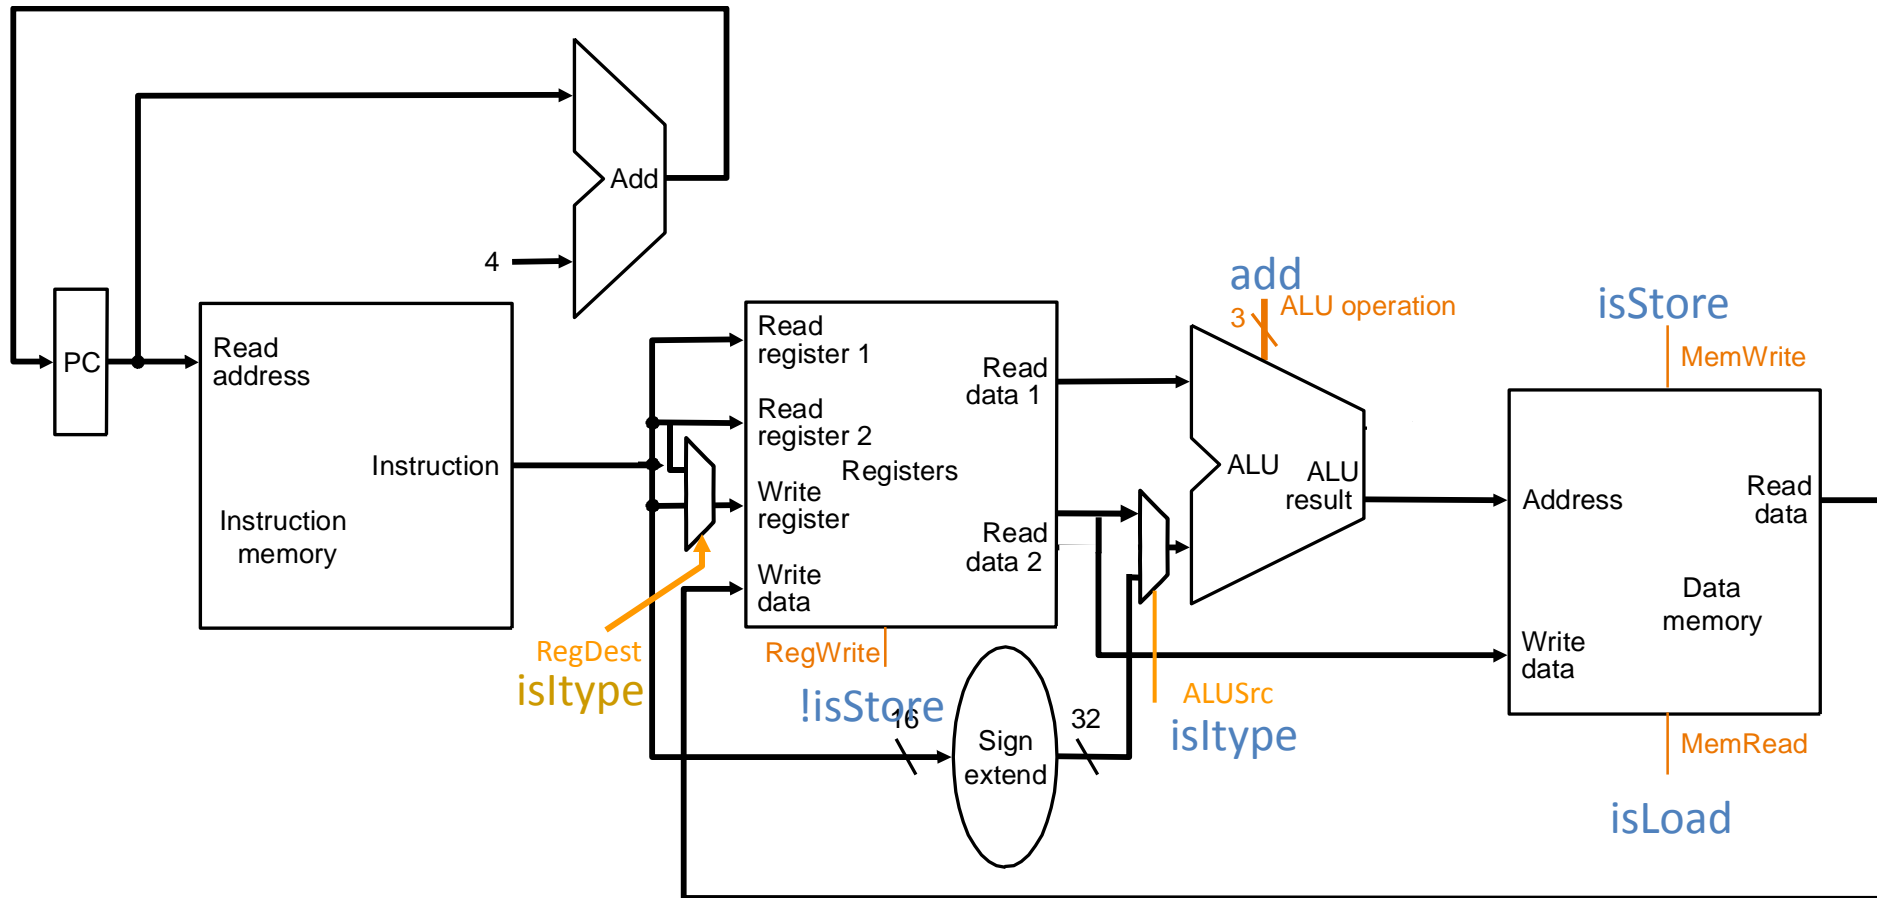 Add
4
PC
Read
address
Instruction
Instruction
memory
Read
register 1
Read
register 2
Registers
Write
register
Write
data
Read
data 1
Read
data 2
RegDest
isItype
RegWrite
!isStore
16
Sign
extend
32
add
3
ALU operation
ALU
ALU
result
ALUSrc
isItype
isStore
MemWrite
Address
Read
data
Data
memory
Write
data
MemRead
isLoad